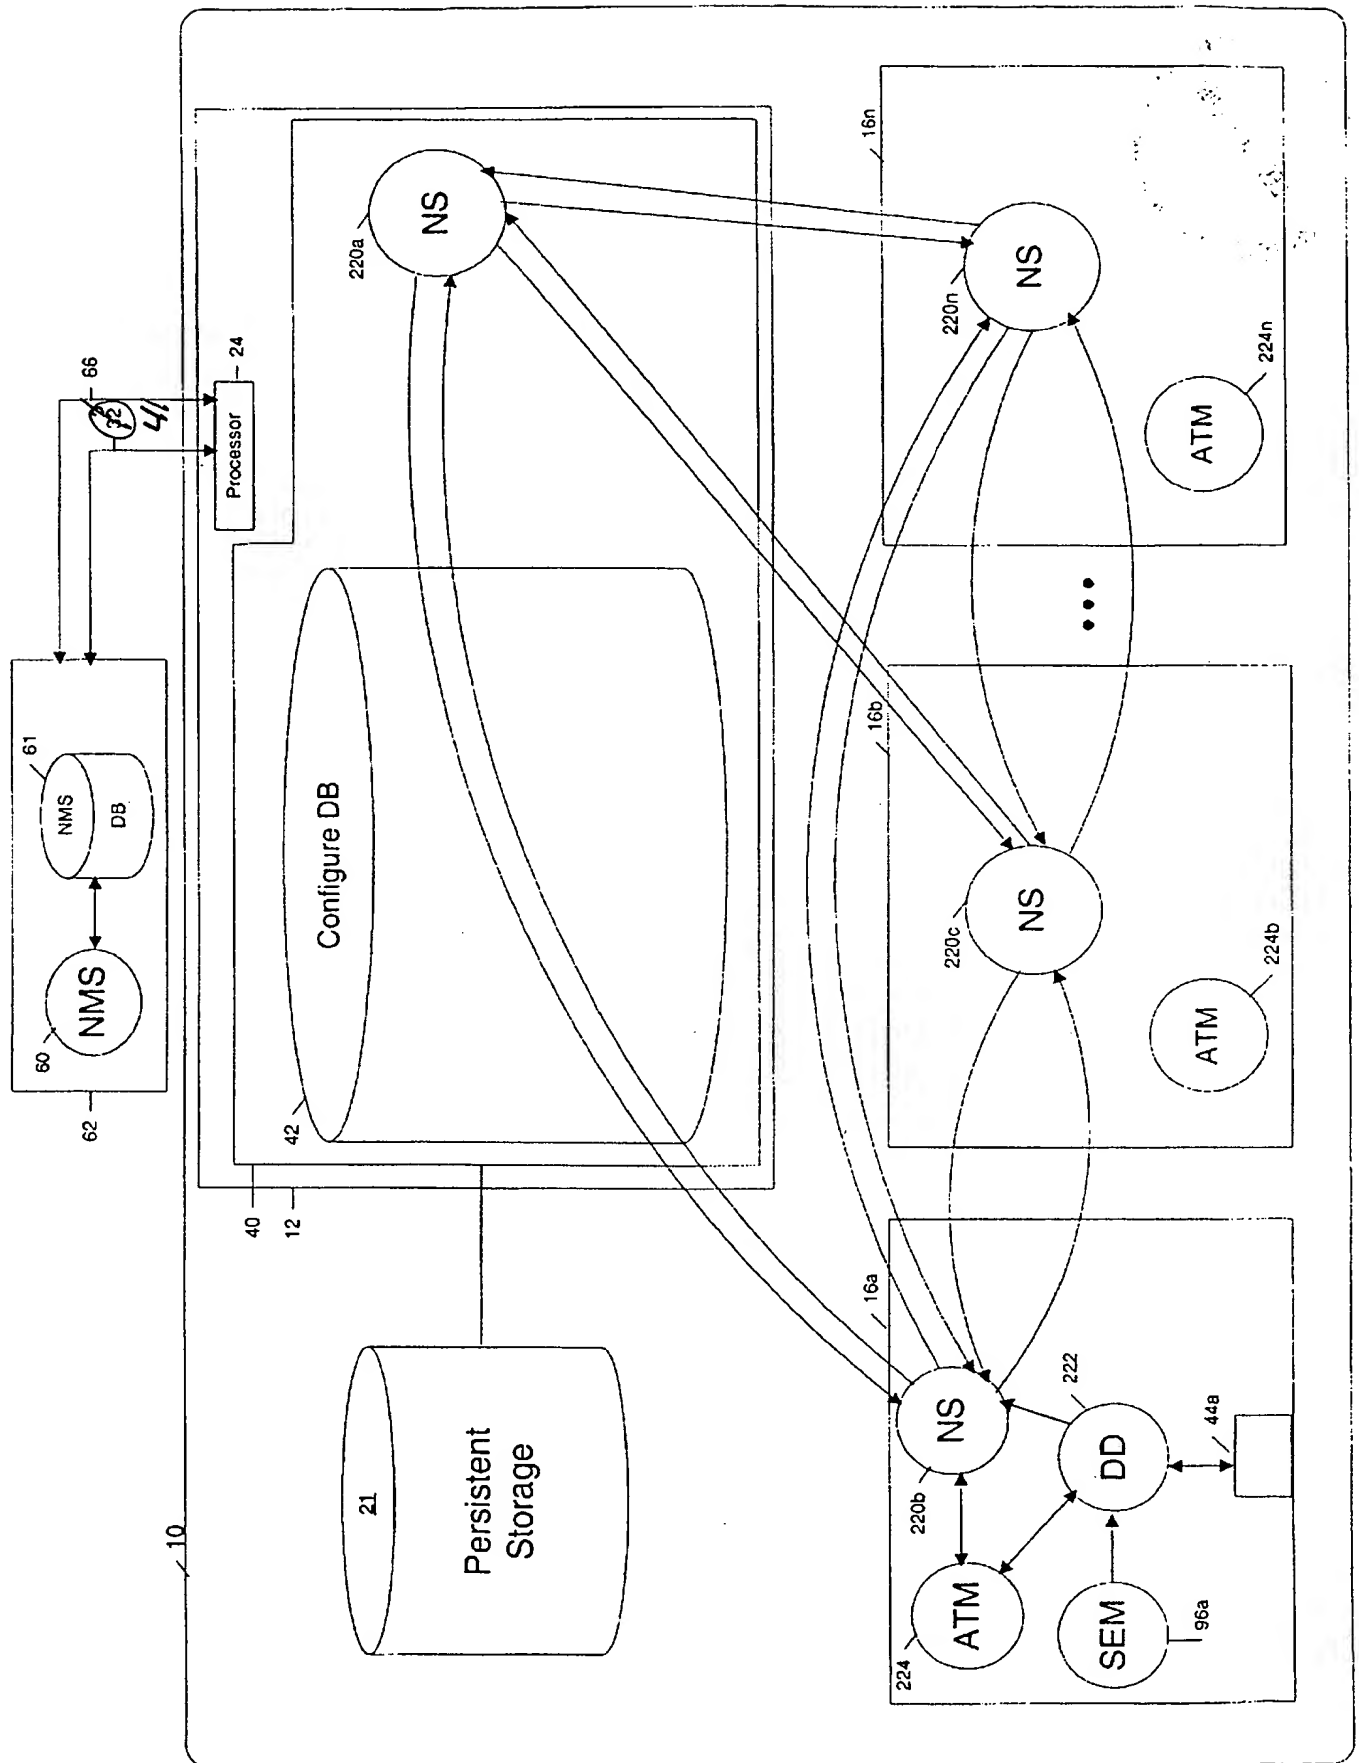 62
60
NMS
61
NMS
DB
66
41
24
Processor
10
21
Persistent
Storage
40
12
42
Configure DB
220a
NS
16a
220b
NS
224
ATM
222
DD
SEM
96a
44a
16b
220c
NS
ATM
224b
•••
16n
220n
NS
ATM
224n